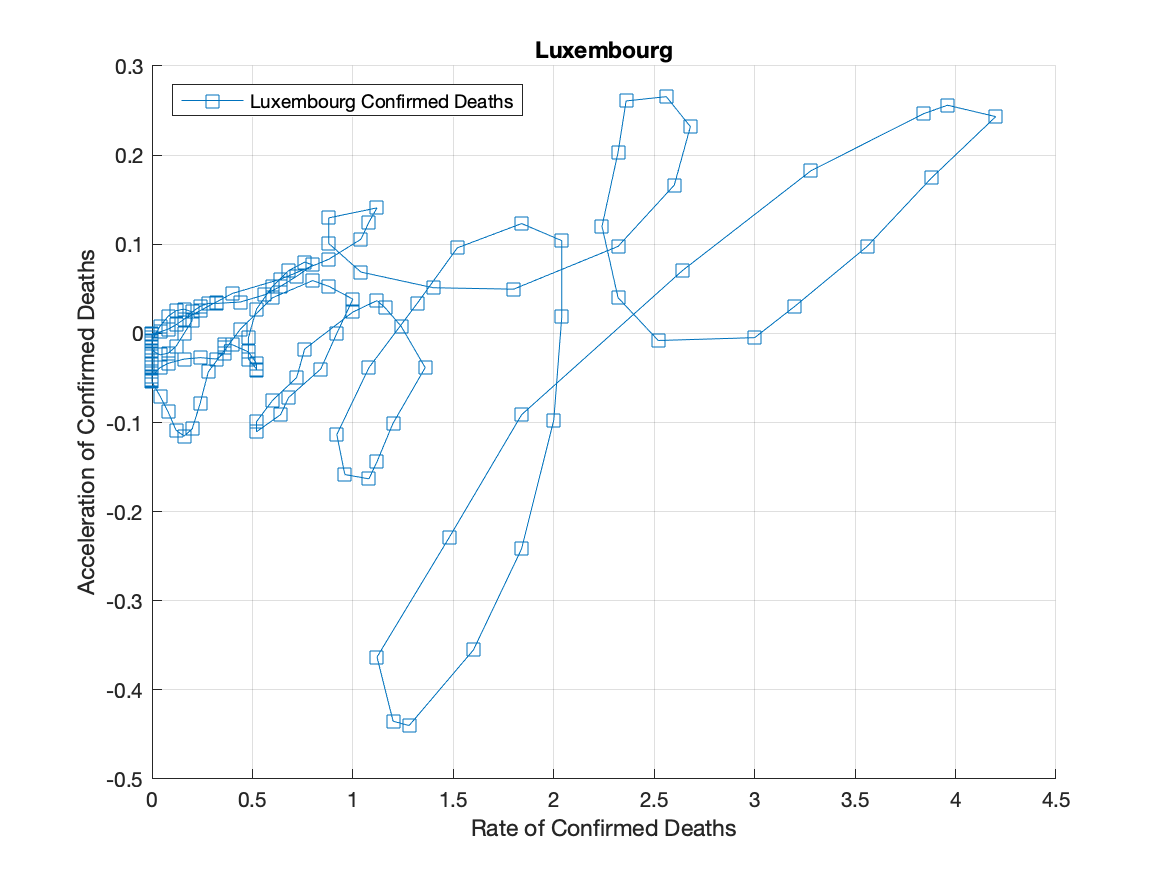 Luxembourg
Luxembourg Confirmed Deaths
0.3
0.2
0.1
0
-0.1
-0.2
-0.3
-0.4
-0.5
Acceleration of Confirmed Deaths
0 0.5 1 1.5 2 2.5 3 3.5 4 4.5
Rate of Confirmed Deaths